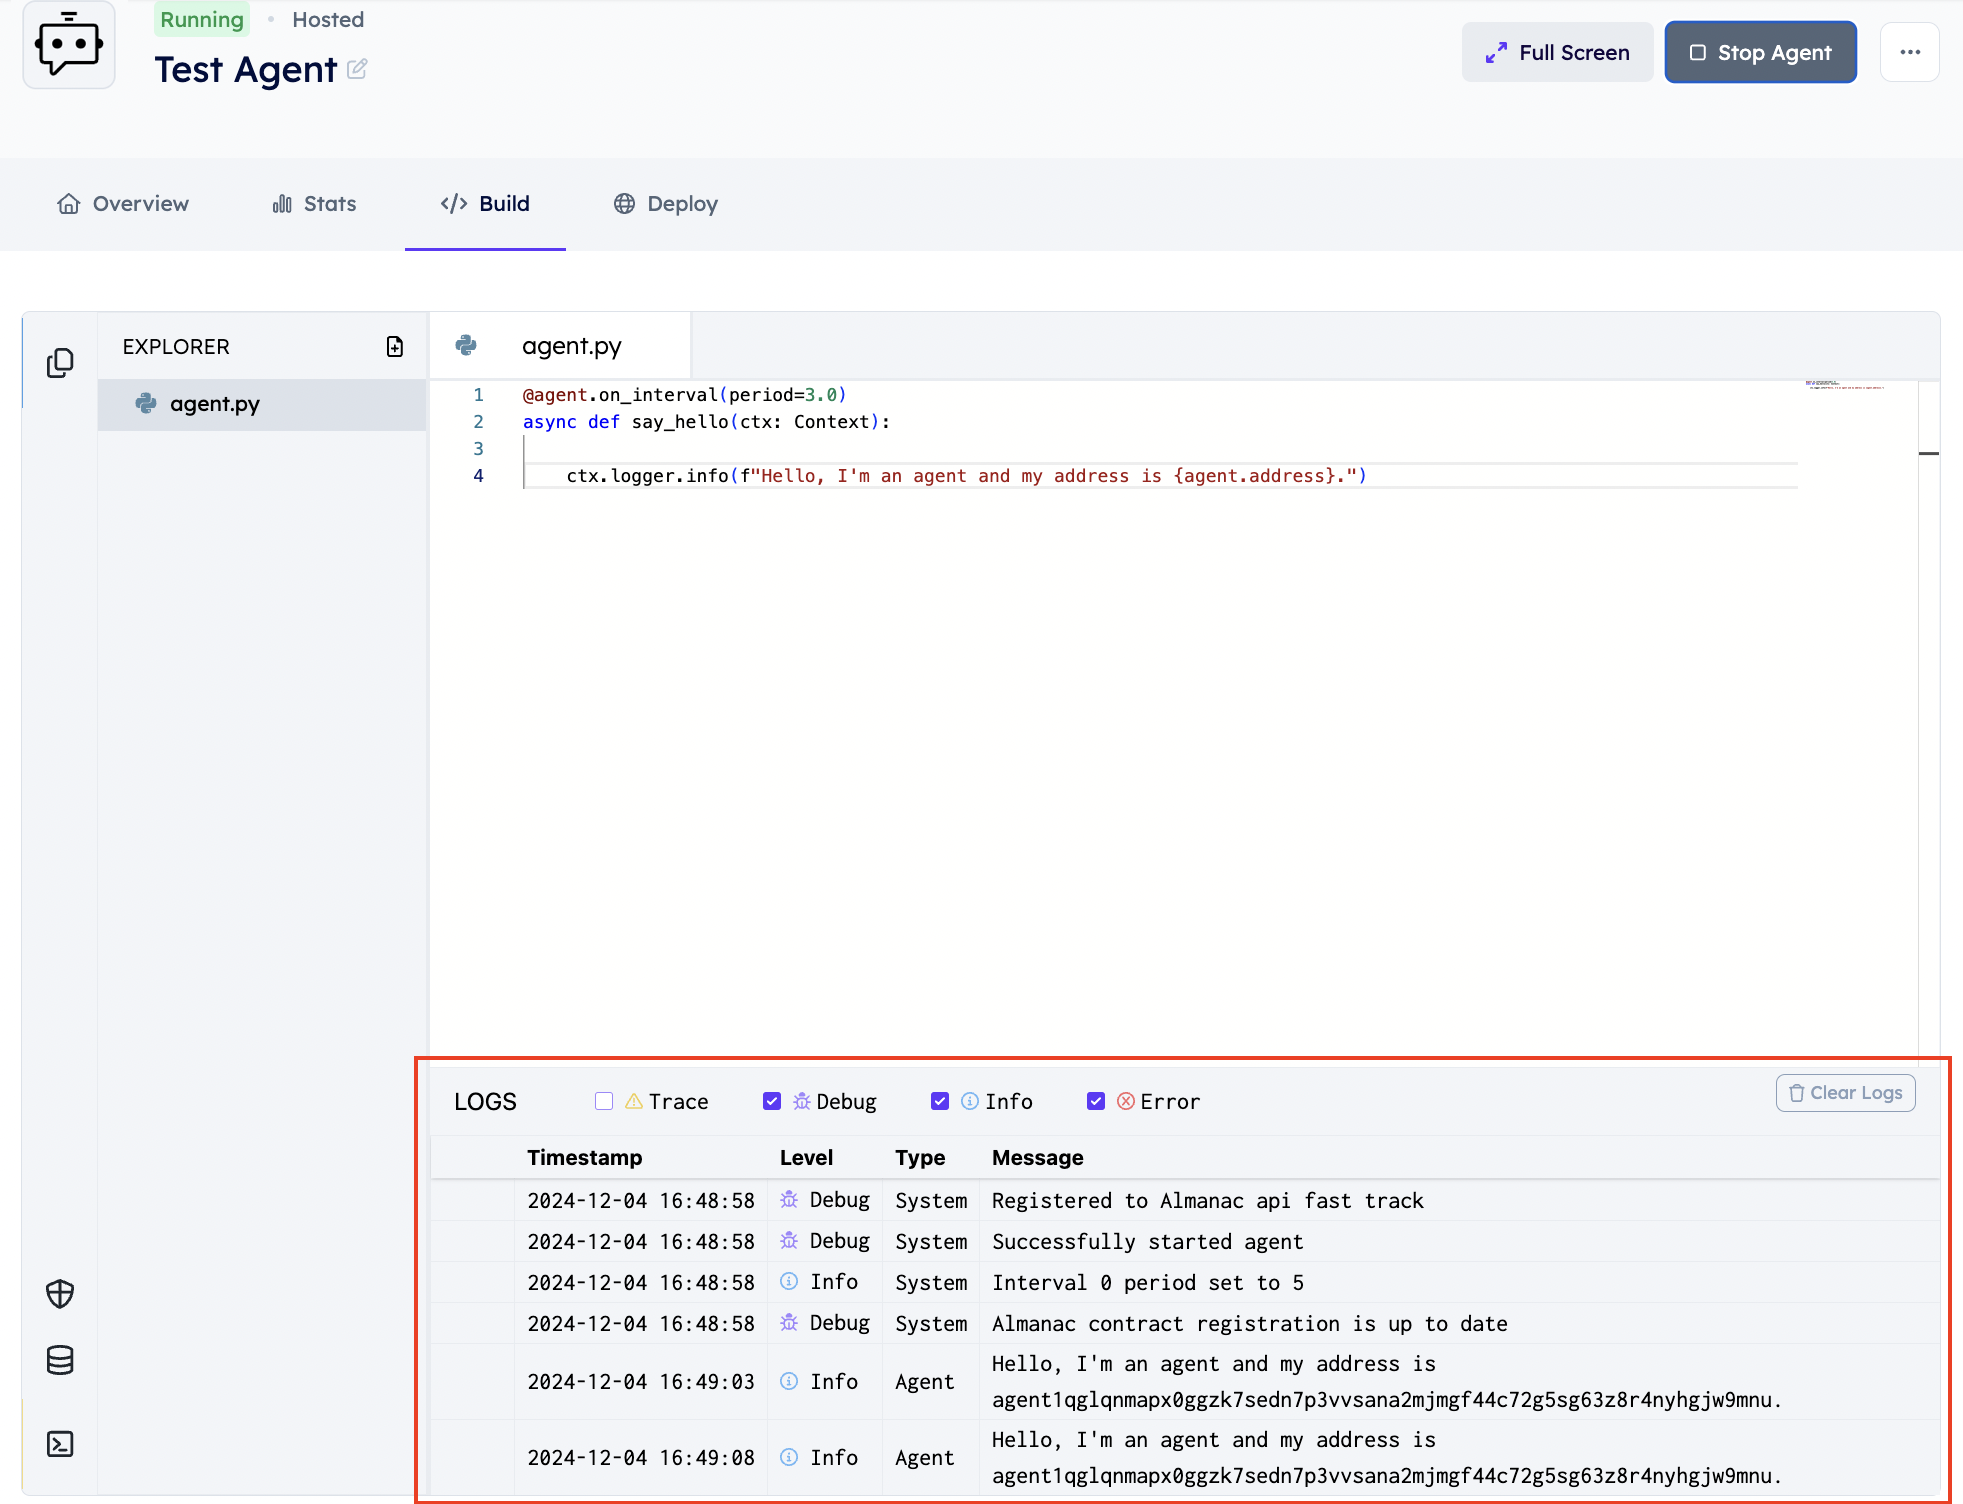 Running • Hosted
Test Agent
Full Screen
Stop Agent
Overview
Stats
</> Build
Deploy
EXPLORER
agent.py
agent.py
1 @agent.on_interval(period=3.0)
2 async def say_hello(ctx: Context):
3
4 ctx.logger.info(f"Hello, I'm an agent and my address is {agent.address}.")
LOGS Trace Debug Info Error Clear Logs
Timestamp Level Type Message
2024-12-04 16:48:58 Debug System Registered to Almanac api fast track
2024-12-04 16:48:58 Debug System Successfully started agent
2024-12-04 16:48:58 Info System Interval 0 period set to 5
2024-12-04 16:48:58 Debug System Almanac contract registration is up to date
2024-12-04 16:49:03 Info Agent Hello, I'm an agent and my address is
agent1qglqnmapx0ggzk7sedn7p3vvsana2mjmgf44c72g5sg63z8r4nyhgjw9mnu.
2024-12-04 16:49:08 Info Agent Hello, I'm an agent and my address is
agent1qglqnmapx0ggzk7sedn7p3vvsana2mjmgf44c72g5sg63z8r4nyhgjw9mnu.